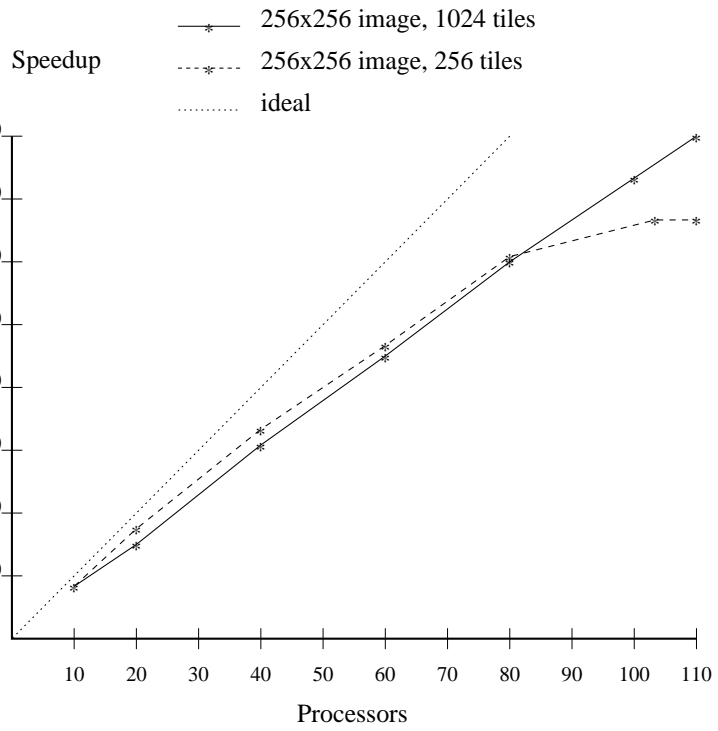 256x256 image, 1024 tiles
Speedup
256x256 image, 256 tiles
ideal
10 20 30 40 50 60 70 80 90 100 110
Processors